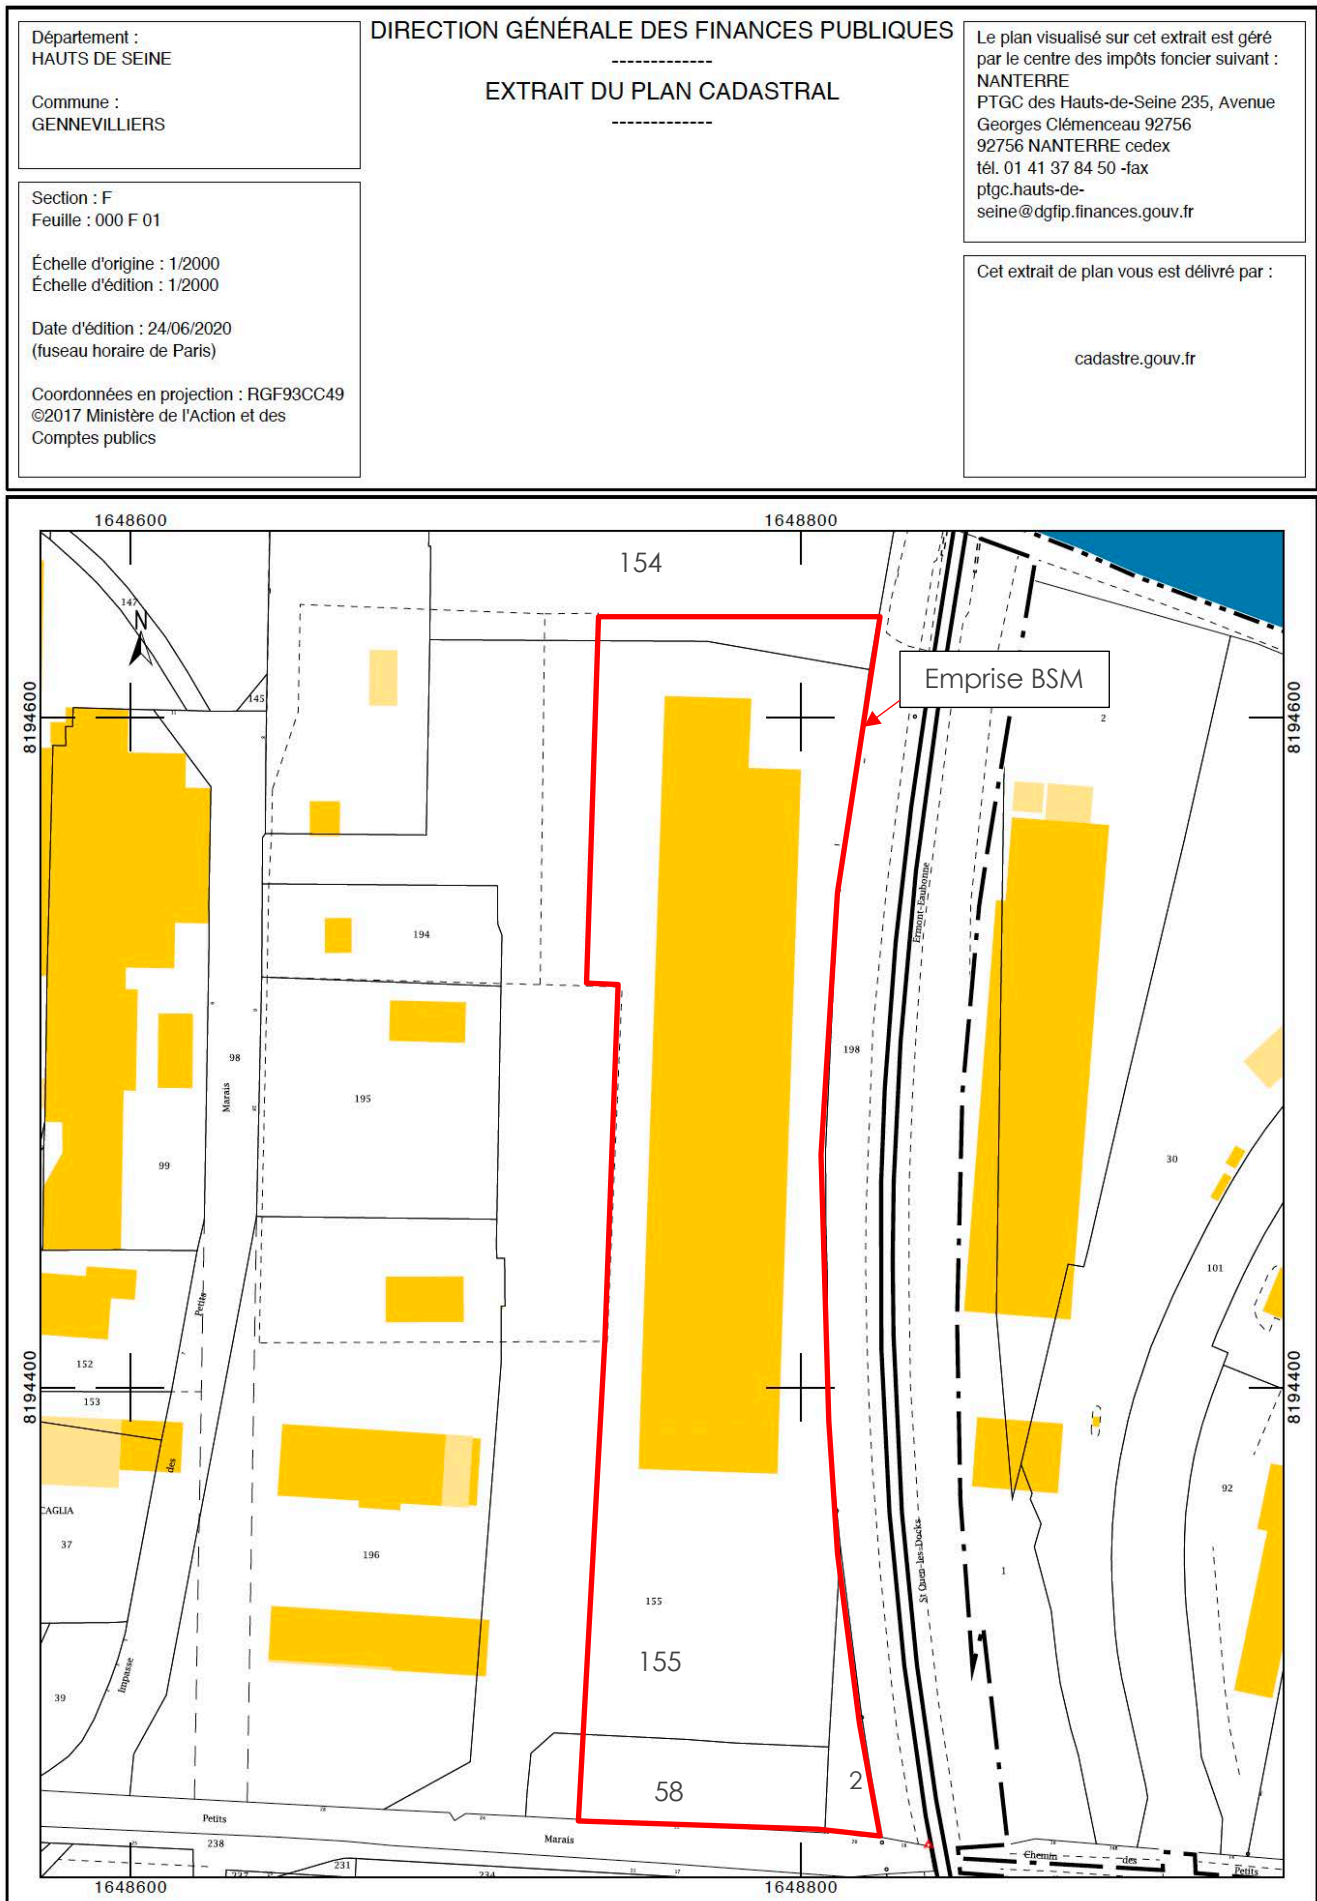 Département :
HAUTS DE SEINE
Commune :
GENNEVILLIERS
Section : F
Feuille : 000 F 01
Échelle d'origine : 1/2000
Échelle d'édition : 1/2000
Date d'édition : 24/06/2020
(fuseau horaire de Paris)
Coordonnées en projection : RGF93CC49
©2017 Ministère de l'Action et des
Comptes publics
DIRECTION GÉNÉRALE DES FINANCES PUBLIQUES
-------------
EXTRAIT DU PLAN CADASTRAL
-------------
Le plan visualisé sur cet extrait est géré
par le centre des impôts foncier suivant :
NANTERRE
PTGC des Hauts-de-Seine 235, Avenue
Georges Clémenceau 92756
92756 NANTERRE cedex
tél. 01 41 37 84 50 -fax
ptgc.hauts-de-
seine@dgfip.finances.gouv.fr
Cet extrait de plan vous est délivré par :
cadastre.gouv.fr
1648600
1648800
154
147
N
145
Emprise BSM
8194600
8194600
2
Ermont-Eaubonne
194
198
98
195
Marais
99
30
101
Petits
152
153
8194400
8194400
des
92
CAGLIA
37
196
St Ouen-les-Docks
1
155
155
Impasse
39
58
2
Petits
Marais
238
231
237
234
Chemin
des
Petits
1648600
1648800